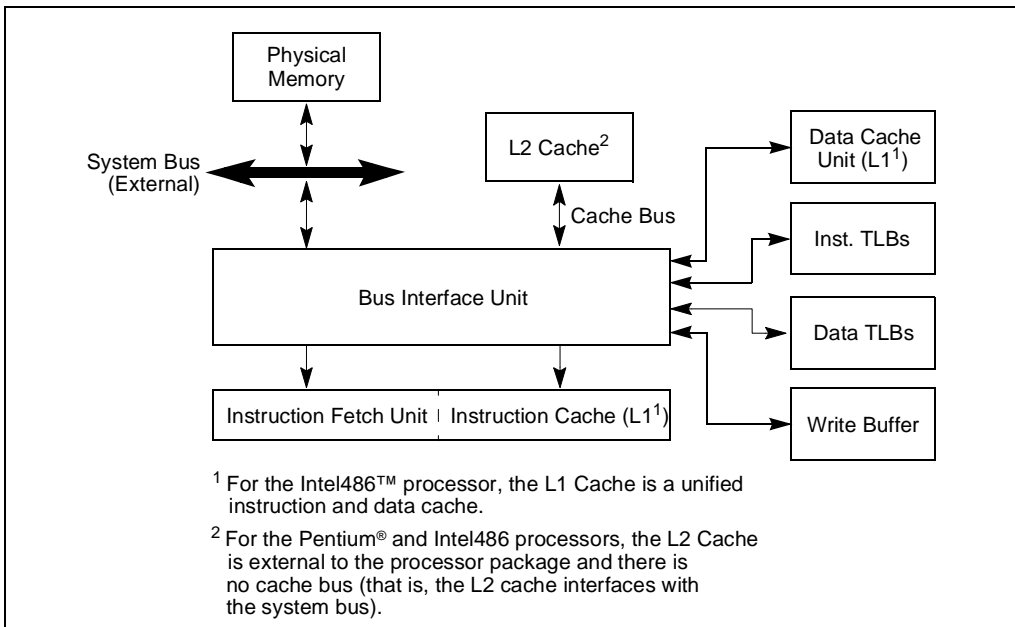 Physical
Memory
System Bus
(External)
L2 Cache²
Cache Bus
Data Cache
Unit (L1¹)
Inst. TLBs
Bus Interface Unit
Data TLBs
Instruction Fetch Unit
Instruction Cache (L1¹)
Write Buffer
¹ For the Intel486™ processor, the L1 Cache is a unified
instruction and data cache.
² For the Pentium® and Intel486 processors, the L2 Cache
is external to the processor package and there is
no cache bus (that is, the L2 cache interfaces with
the system bus).